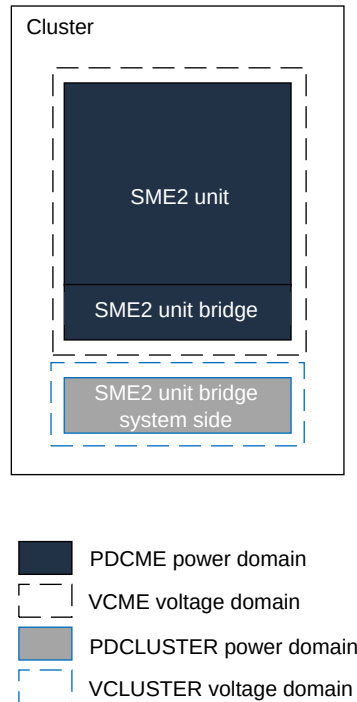 Cluster
SME2 unit
SME2 unit bridge
SME2 unit bridge
system side
PDCME power domain
VCME voltage domain
PDCLUSTER power domain
VCLUSTER voltage domain